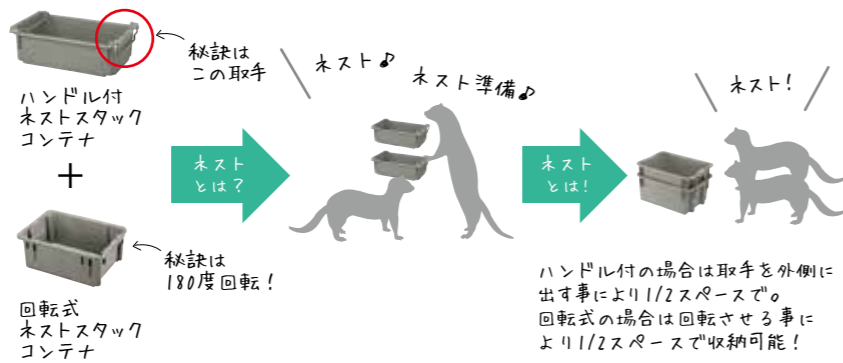 秘訣は
この取手
ハンドル付
ネストスタック
コンテナ
+
秘訣は
180度回転!
回転式
ネストスタック
コンテナ
ネスト
とは?
ネスト♪
ネスト準備♪
ネスト
とは!
ネスト!
ハンドル付の場合は取手を外側に
出す事により1/2スペースで。
回転式の場合は回転させる事に
より1/2スペースで収納可能!